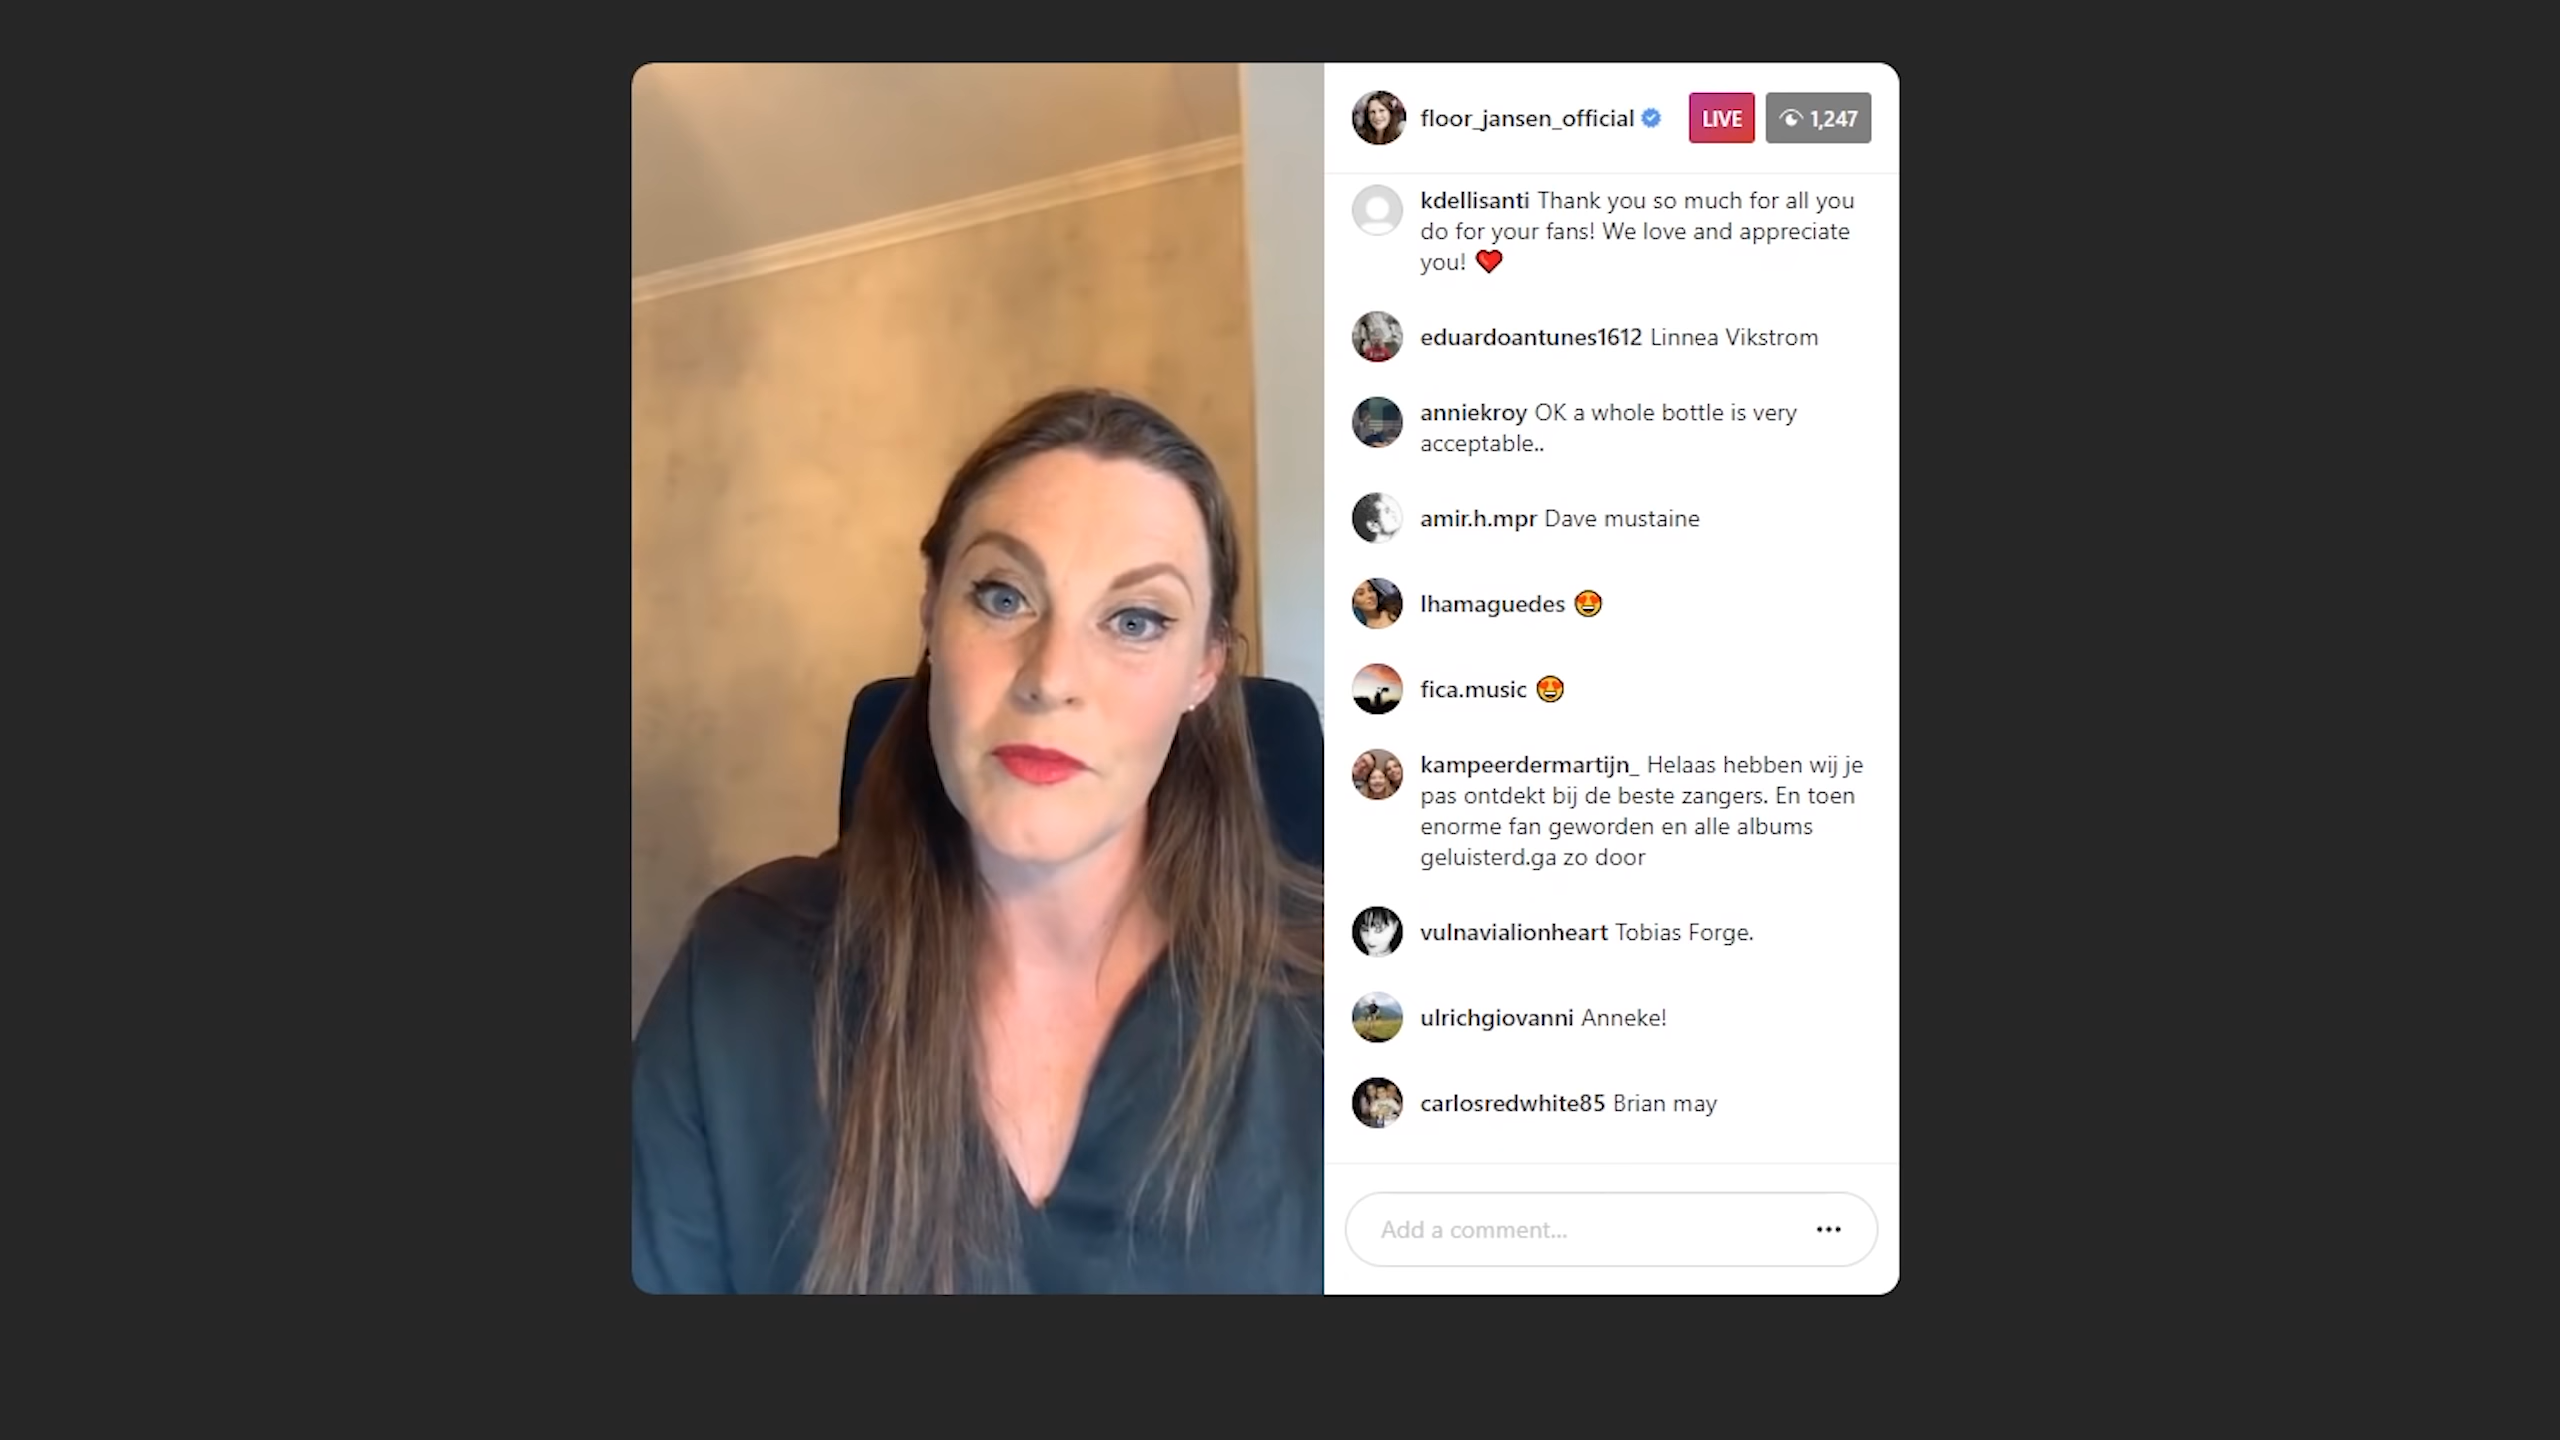 floor_jansen_official LIVE 1,247
kdellisanti Thank you so much for all you
do for your fans! We love and appreciate
you! ❤️
eduardoantunes1612 Linnea Vikstrom
anniekroy OK a whole bottle is very
acceptable..
amir.h.mpr Dave mustaine
lhamaguedes 😍
fica.music 😍
kampeerdermartijn_ Helaas hebben wij je
pas ontdekt bij de beste zangers. En toen
enorme fan geworden en alle albums
geluisterd.ga zo door
vulnavialionheart Tobias Forge.
ulrichgiovanni Anneke!
carlosredwhite85 Brian may
Add a comment...